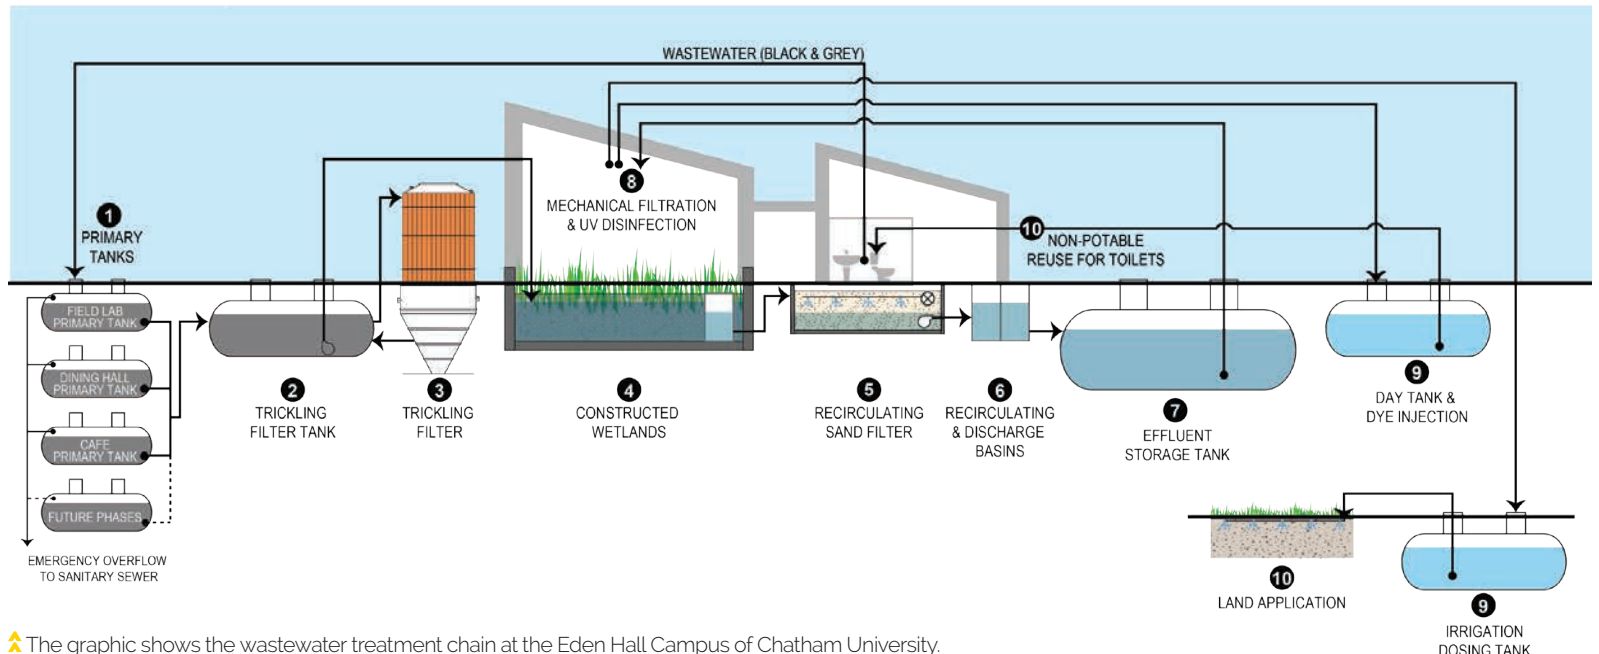 WASTEWATER (BLACK & GREY)
1
PRIMARY
TANKS
8
MECHANICAL FILTRATION
& UV DISINFECTION
10
NON-POTABLE
REUSE FOR TOILETS
FIELD LAB
PRIMARY TANK
DINING HALL
PRIMARY TANK
CAFE
PRIMARY TANK
FUTURE PHASES
EMERGENCY OVERFLOW
TO SANITARY SEWER
2
TRICKLING
FILTER TANK
3
TRICKLING
FILTER
4
CONSTRUCTED
WETLANDS
5
RECIRCULATING
SAND FILTER
6
RECIRCULATING
& DISCHARGE
BASINS
7
EFFLUENT
STORAGE TANK
9
DAY TANK &
DYE INJECTION
10
LAND APPLICATION
9
IRRIGATION
DOSING TANK
The graphic shows the wastewater treatment chain at the Eden Hall Campus of Chatham University.